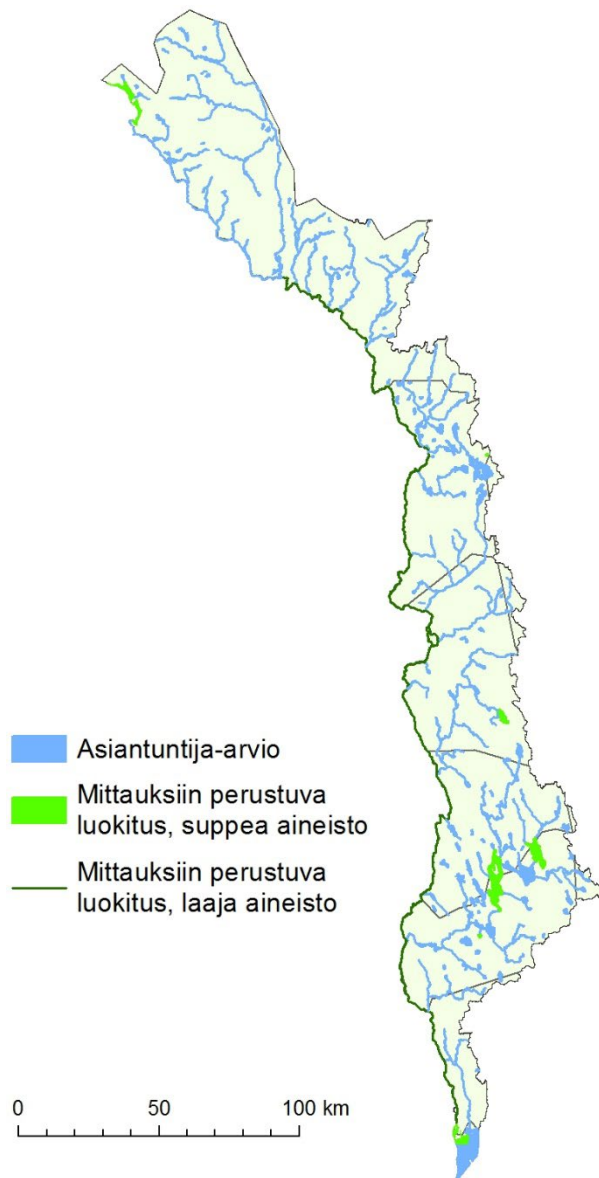 Asiantuntija-arvio
Mittauksiin perustuva
luokitus, suppea aineisto
Mittauksiin perustuva
luokitus, laaja aineisto
0 50 100 km